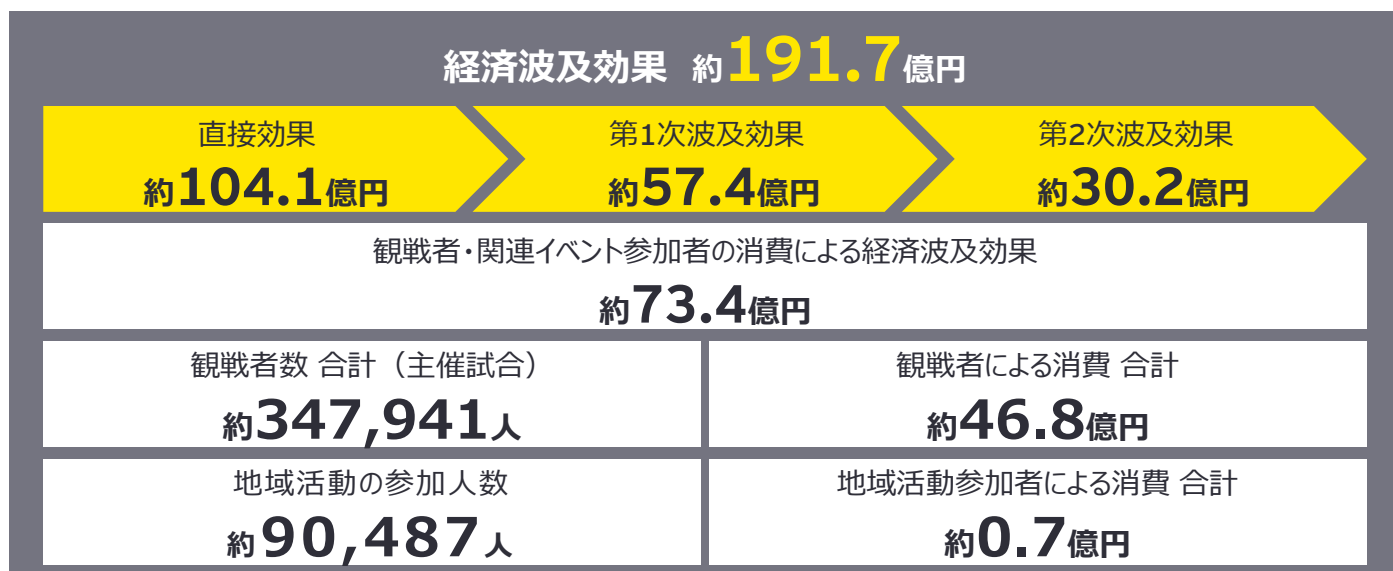 経済波及効果 約191.7億円
直接効果
約104.1億円
第1次波及効果
約57.4億円
第2次波及効果
約30.2億円
観戦者・関連イベント参加者の消費による経済波及効果
約73.4億円
観戦者数 合計（主催試合）
約347,941人
観戦者による消費 合計
約46.8億円
地域活動の参加人数
約90,487人
地域活動参加者による消費 合計
約0.7億円